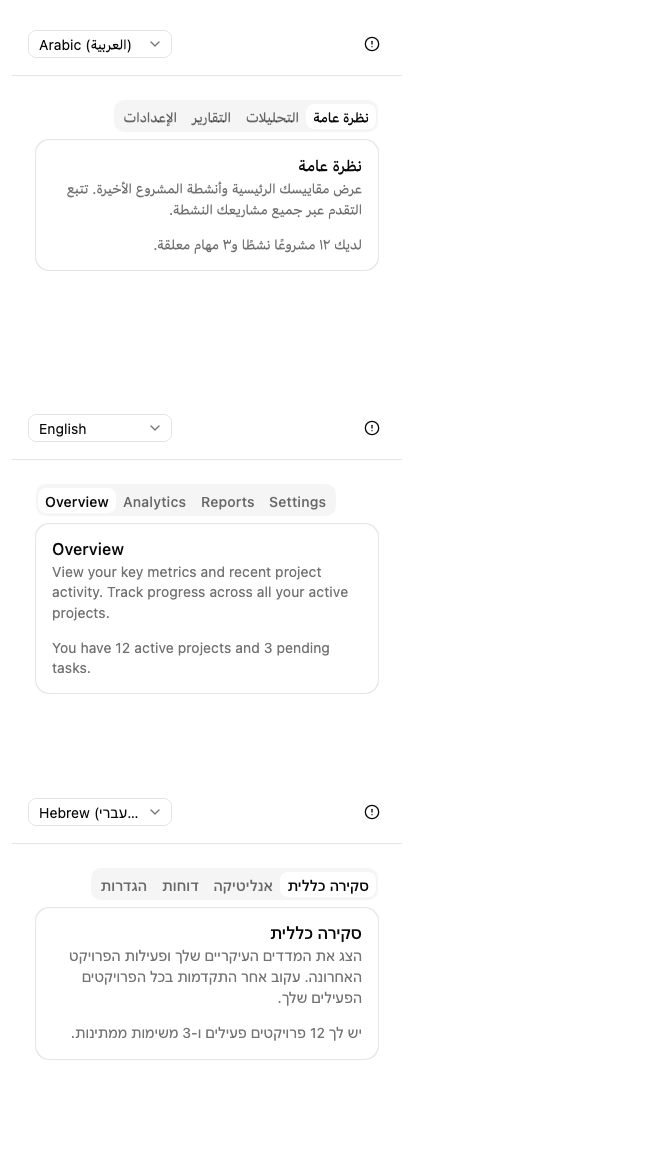 Arabic (العربية)
نظرة عامة
التحليلات
التقارير
الإعدادات
نظرة عامة
عرض مقاييسك الرئيسية وأنشطة المشروع الأخيرة. تتبع
التقدم عبر جميع مشاريعك النشطة.
لديك ١٢ مشروعًا نشطًا و٣ مهام معلقة.
English
Overview
Analytics
Reports
Settings
Overview
View your key metrics and recent project
activity. Track progress across all your active
projects.
You have 12 active projects and 3 pending
tasks.
Hebrew (עברי...
סקירה כללית
אנליטיקה
דוחות
הגדרות
סקירה כללית
הצג את המדדים העיקריים שלך ופעילות הפרויקט
האחרונה. עקוב אחר התקדמות בכל הפרויקטים
הפעילים שלך.
יש לך 12 פרויקטים פעילים ו-3 משימות ממתינות.